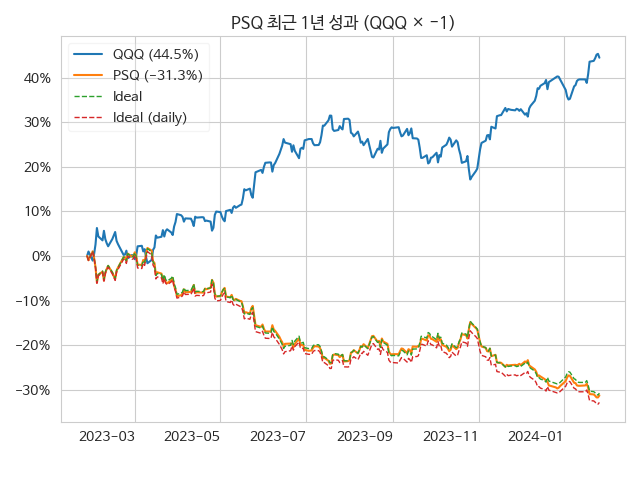 PSQ 최근 1년 성과 (QQQ × −1)
QQQ (44.5%)
PSQ (−31.3%)
Ideal
Ideal (daily)
40%
30%
20%
10%
0%
−10%
−20%
−30%
2023−03
2023−05
2023−07
2023−09
2023−11
2024−01